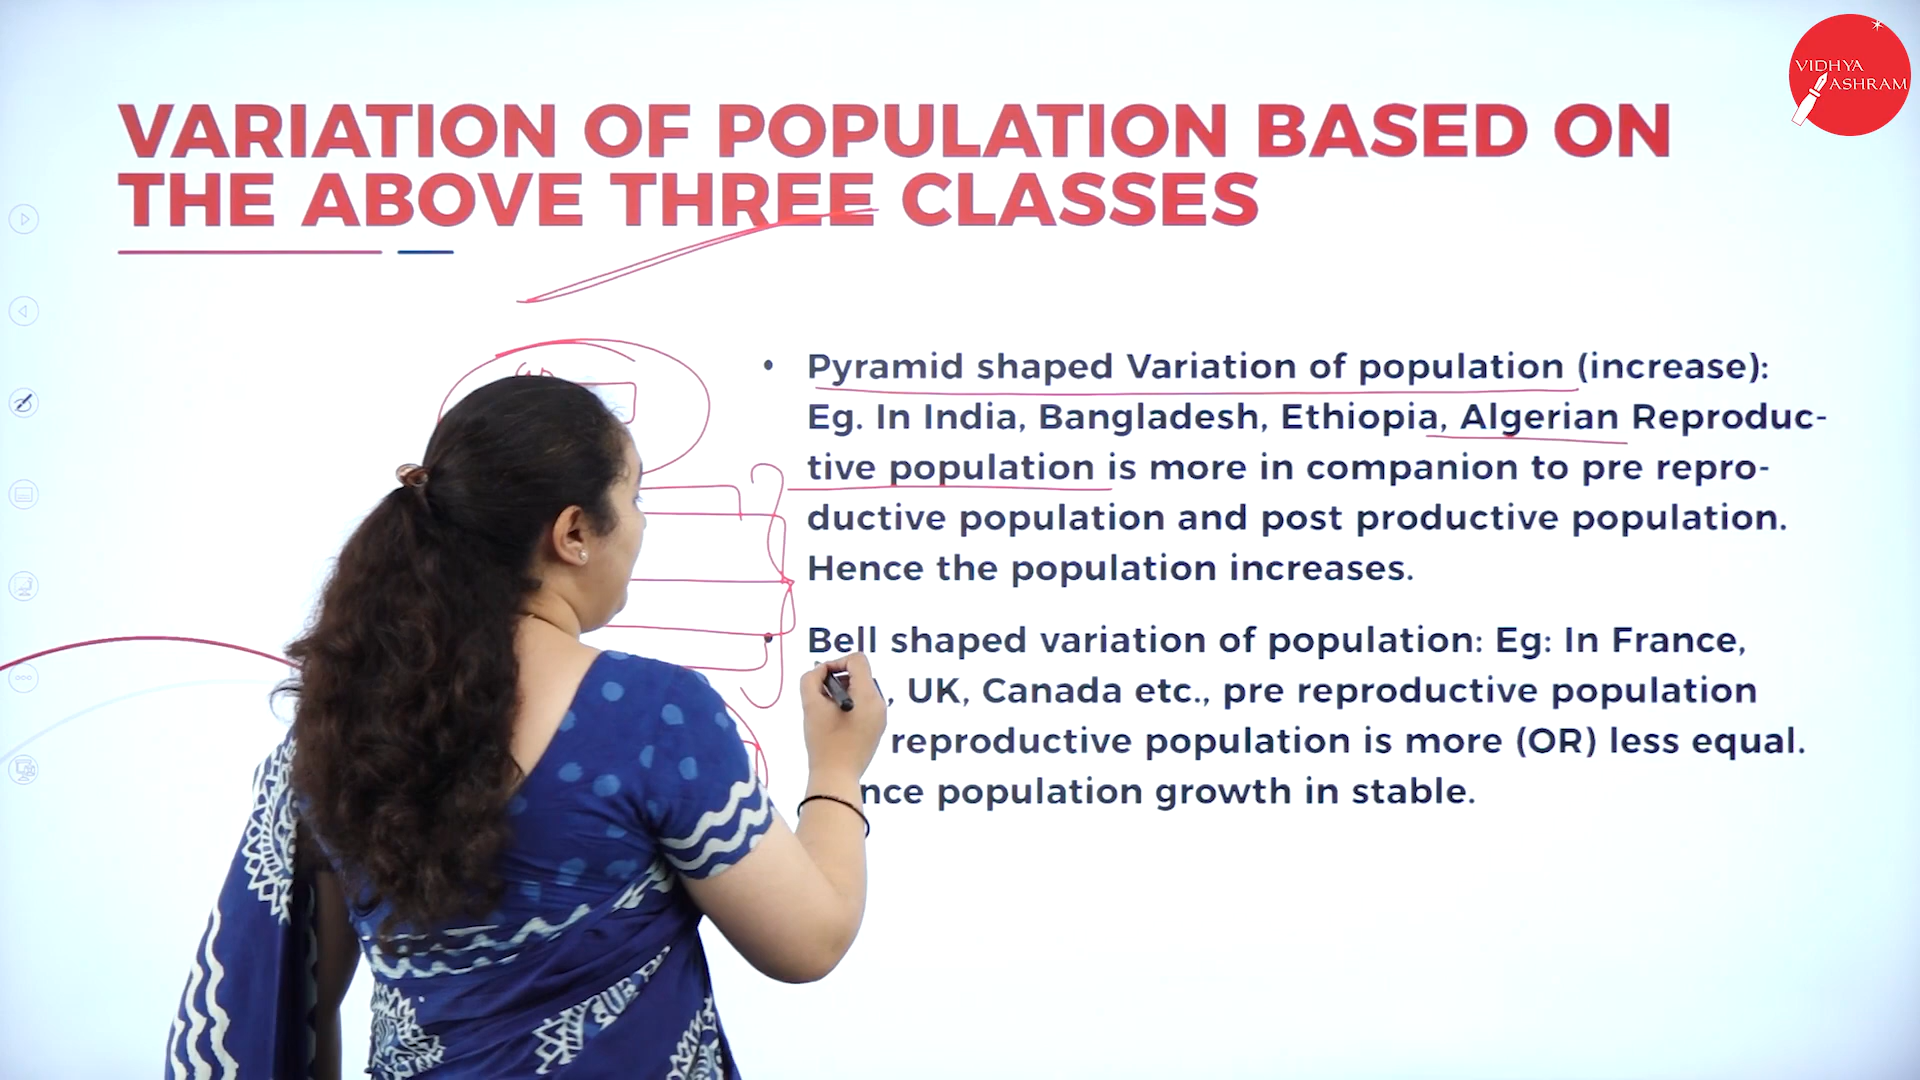 VIDHYA
ASHRAM
VARIATION OF POPULATION BASED ON
THE ABOVE THREE CLASSES
• Pyramid shaped Variation of population (increase):
Eg. In India, Bangladesh, Ethiopia, Algerian Reproduc-
tive population is more in companion to pre repro-
ductive population and post productive population.
Hence the population increases.
• Bell shaped variation of population: Eg: In France,
, UK, Canada etc., pre reproductive population
reproductive population is more (OR) less equal.
population growth in stable.